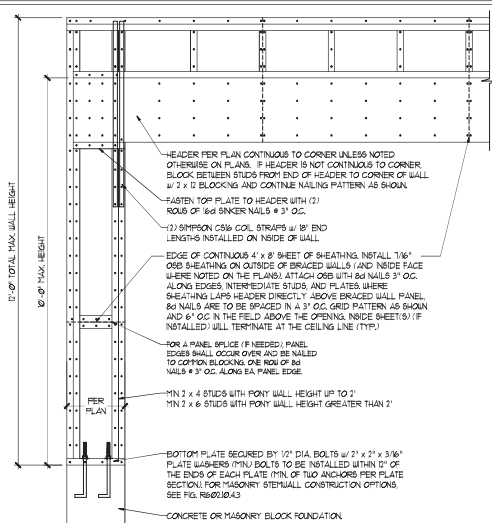 12'-0" TOTAL MAX. WALL HEIGHT
10'-0" MAX. HEIGHT
HEADER PER PLAN CONTINUOUS TO CORNER UNLESS NOTED
OTHERWISE ON PLANS. IF HEADER IS NOT CONTINUOUS TO CORNER,
BLOCK BETWEEN STUDS FROM END OF HEADER TO CORNER OF WALL
W/ 2 x 12 BLOCKING AND CONTINUE NAILING PATTERN AS SHOWN.
FASTEN TOP PLATE TO HEADER WITH (2)
ROWS OF 16d SINKER NAILS @ 3" O.C.
(2) SIMPSON CS16 COIL STRAPS W/ 18" END
LENGTHS INSTALLED ON INSIDE OF WALL
EDGE OF CONTINUOUS 4' x 8' SHEET OF SHEATHING. INSTALL 7/16"
OSB SHEATHING ON OUTSIDE OF BRACED WALLS (AND INSIDE FACE
WHERE NOTED ON THE PLANS). ATTACH OSB WITH 8d NAILS 3" O.C.
ALONG EDGES, INTERMEDIATE STUDS, AND PLATES. WHERE
SHEATHING LAPS HEADER DIRECTLY ABOVE BRACED WALL PANEL,
8d NAILS ARE TO BE SPACED IN A 3" O.C. GRID PATTERN AS SHOWN
AND 6" O.C IN THE FIELD ABOVE THE OPENING. INSIDE SHEET(S) (IF
INSTALLED) WILL TERMINATE AT THE CEILING LINE (TYP.)
FOR A PANEL SPLICE (IF NEEDED), PANEL
EDGES SHALL OCCUR OVER AND BE NAILED
TO COMMON BLOCKING. ONE ROW OF 8d
NAILS @ 3" O.C. ALONG EA. PANEL EDGE.
PER
PLAN
MIN 2 x 4 STUDS WITH PONY WALL HEIGHT UP TO 2'
MIN 2 x 6 STUDS WITH PONY WALL HEIGHT GREATER THAN 2'
BOTTOM PLATE SECURED BY 1/2" DIA. BOLTS W/ 2" x 2" x 3/16"
PLATE WASHERS (MIN.) BOLTS TO BE INSTALLED WITHIN 12" OF
THE ENDS OF EACH PLATE (MIN. OF TWO ANCHORS PER PLATE
SECTION). FOR MASONRY STEMWALL CONSTRUCTION OPTIONS,
SEE FIG. R602.10.4.3
CONCRETE OR MASONRY BLOCK FOUNDATION.